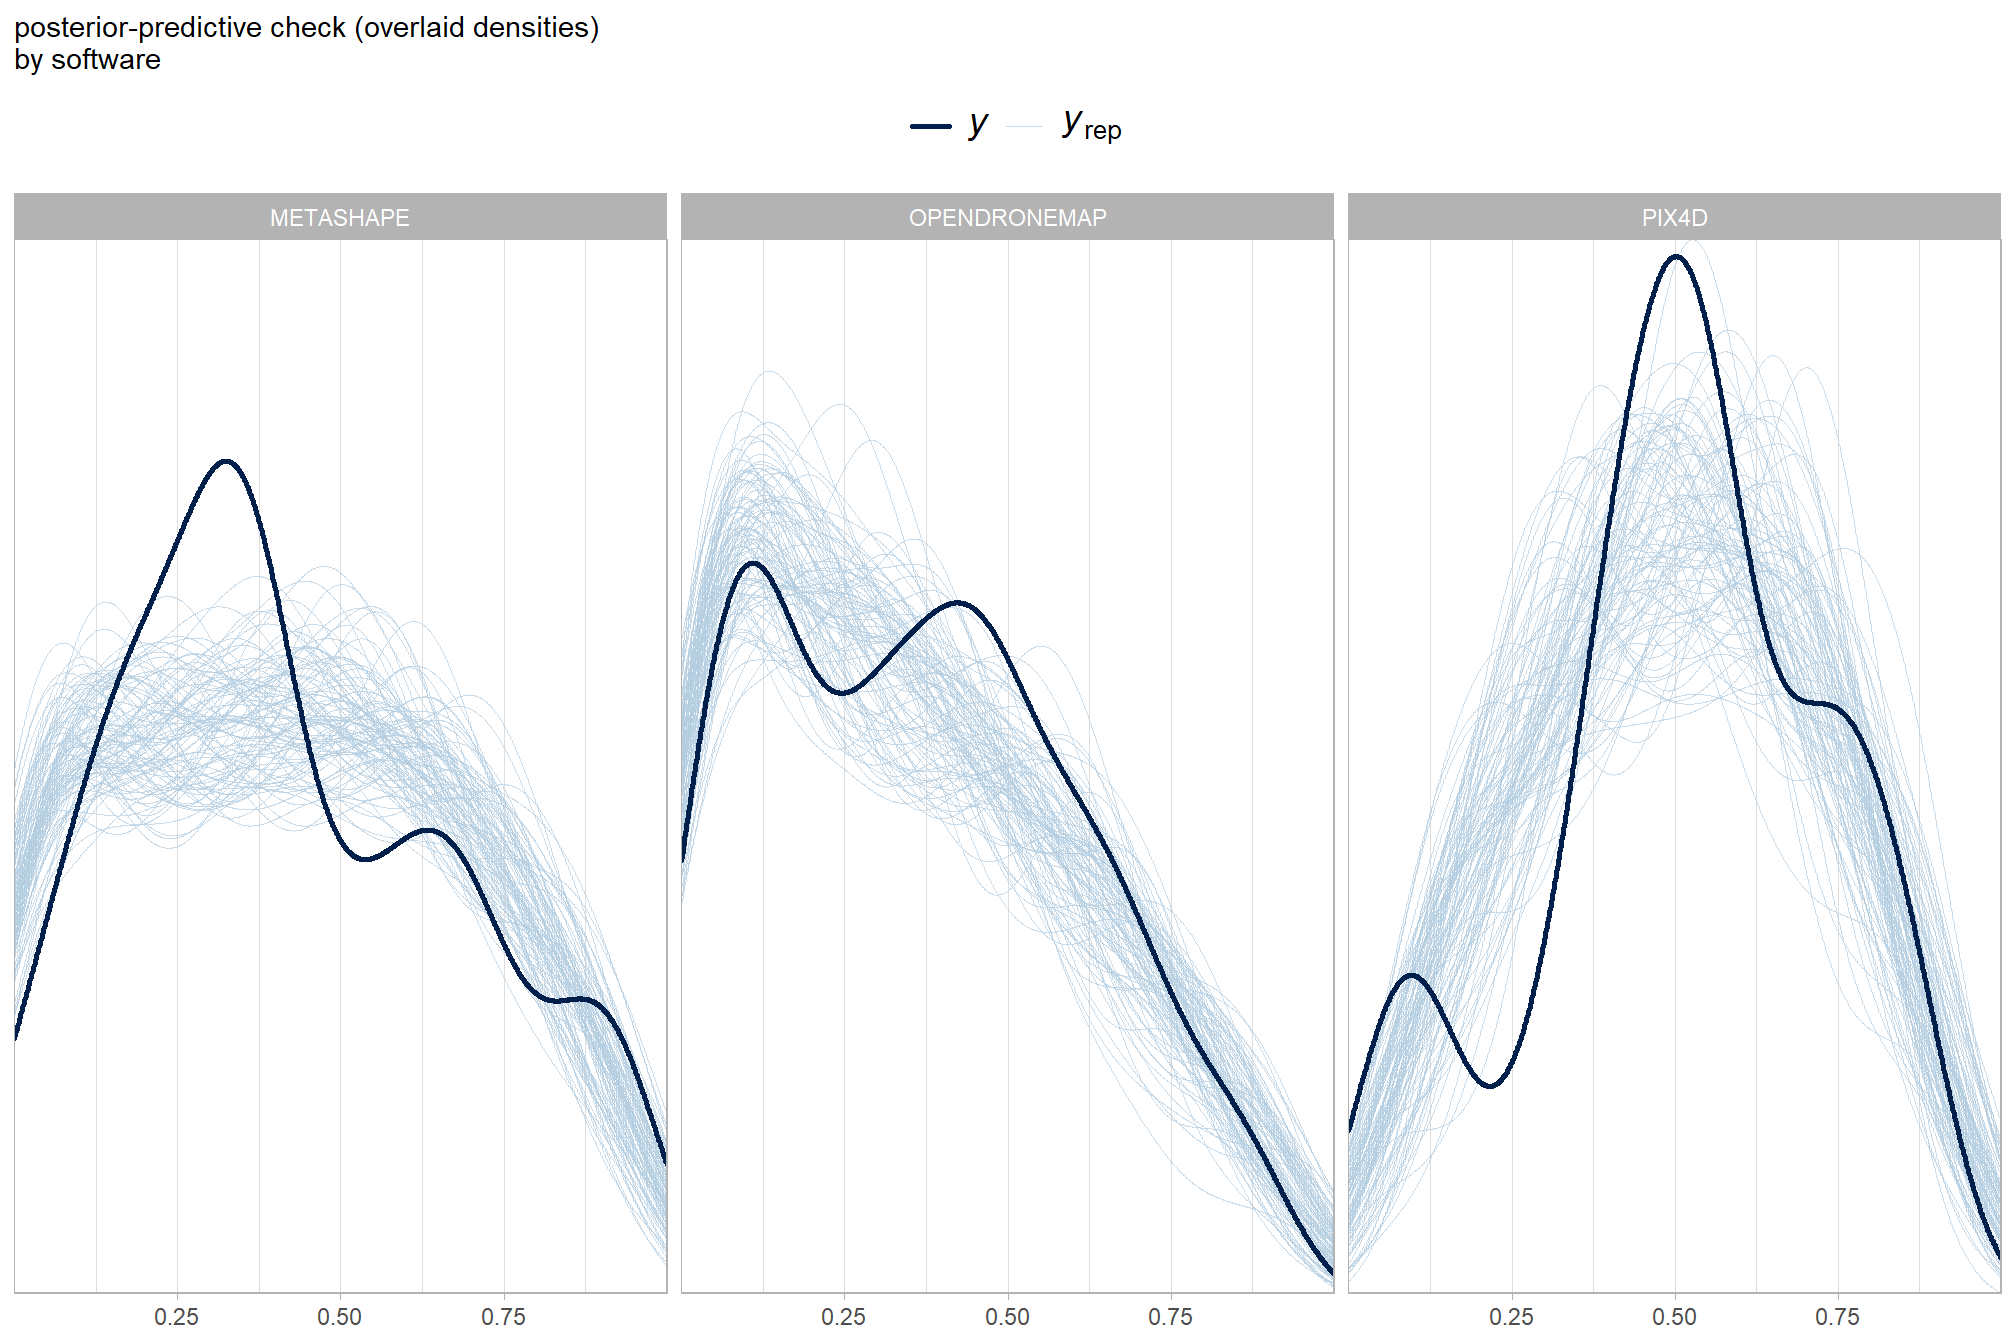 posterior-predictive check (overlaid densities)
by software
y y rep
METASHAPE OPENDRONEMAP PIX4D
0.25 0.50 0.75 0.25 0.50 0.75 0.25 0.50 0.75